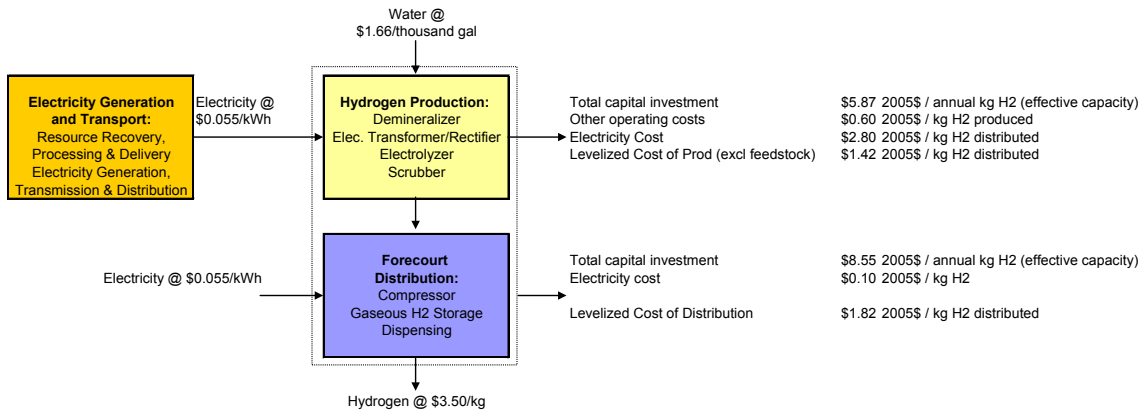 Water @
$1.66/thousand gal
Electricity Generation
and Transport:
Resource Recovery,
Processing & Delivery
Electricity Generation,
Transmission & Distribution
Electricity @
$0.055/kWh
Hydrogen Production:
Demineralizer
Elec. Transformer/Rectifier
Electrolyzer
Scrubber
Total capital investment $5.87 2005$ / annual kg H2 (effective capacity)
Other operating costs $0.60 2005$ / kg H2 produced
Electricity Cost $2.80 2005$ / kg H2 distributed
Levelized Cost of Prod (excl feedstock) $1.42 2005$ / kg H2 distributed
Electricity @ $0.055/kWh
Forecourt
Distribution:
Compressor
Gaseous H2 Storage
Dispensing
Total capital investment $8.55 2005$ / annual kg H2 (effective capacity)
Electricity cost $0.10 2005$ / kg H2
Levelized Cost of Distribution $1.82 2005$ / kg H2 distributed
Hydrogen @ $3.50/kg